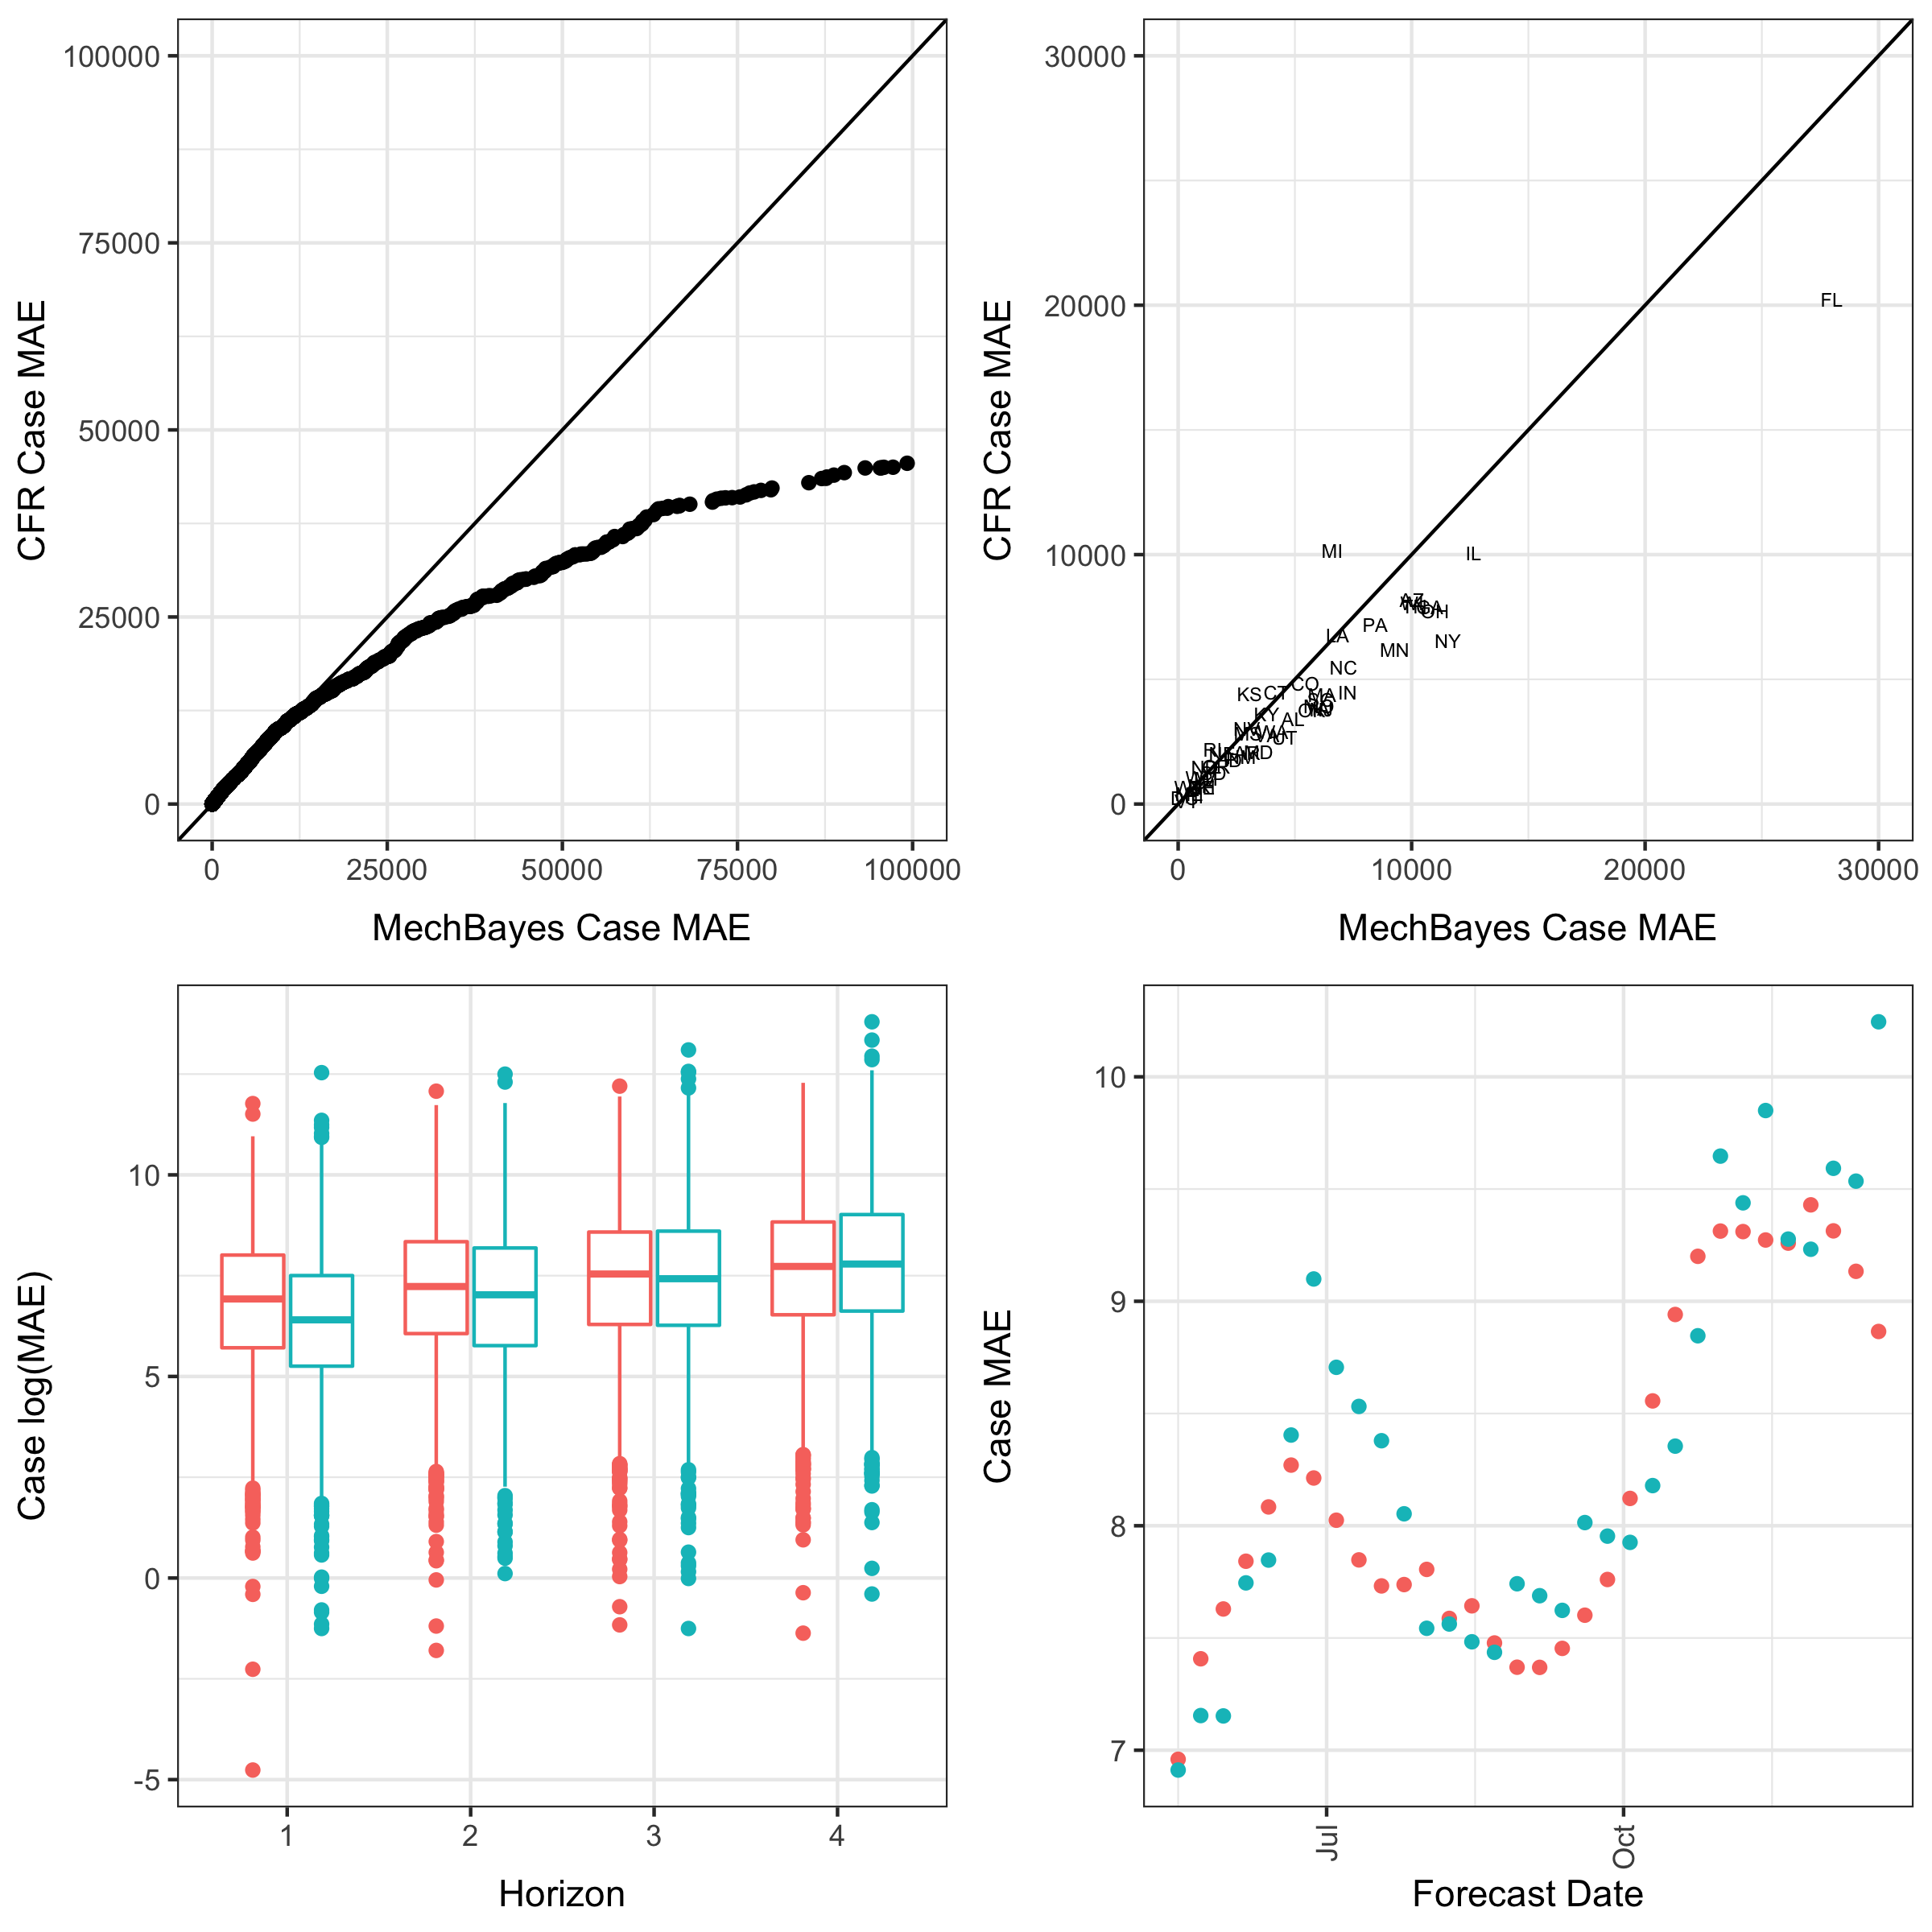 100000
75000
50000
25000
0
CFR Case MAE
0 25000 50000 75000 100000
MechBayes Case MAE
30000
20000
10000
0
CFR Case MAE
FL
MI
IL
AZ
OH
PA
NY
LA
MN
NC
CO
KS
CT
IN
MA
KY
AL
UT
MD
RI
0 10000 20000 30000
MechBayes Case MAE
10
5
0
-5
Case log(MAE)
1 2 3 4
Horizon
10
9
8
7
Case MAE
Jul Oct
Forecast Date